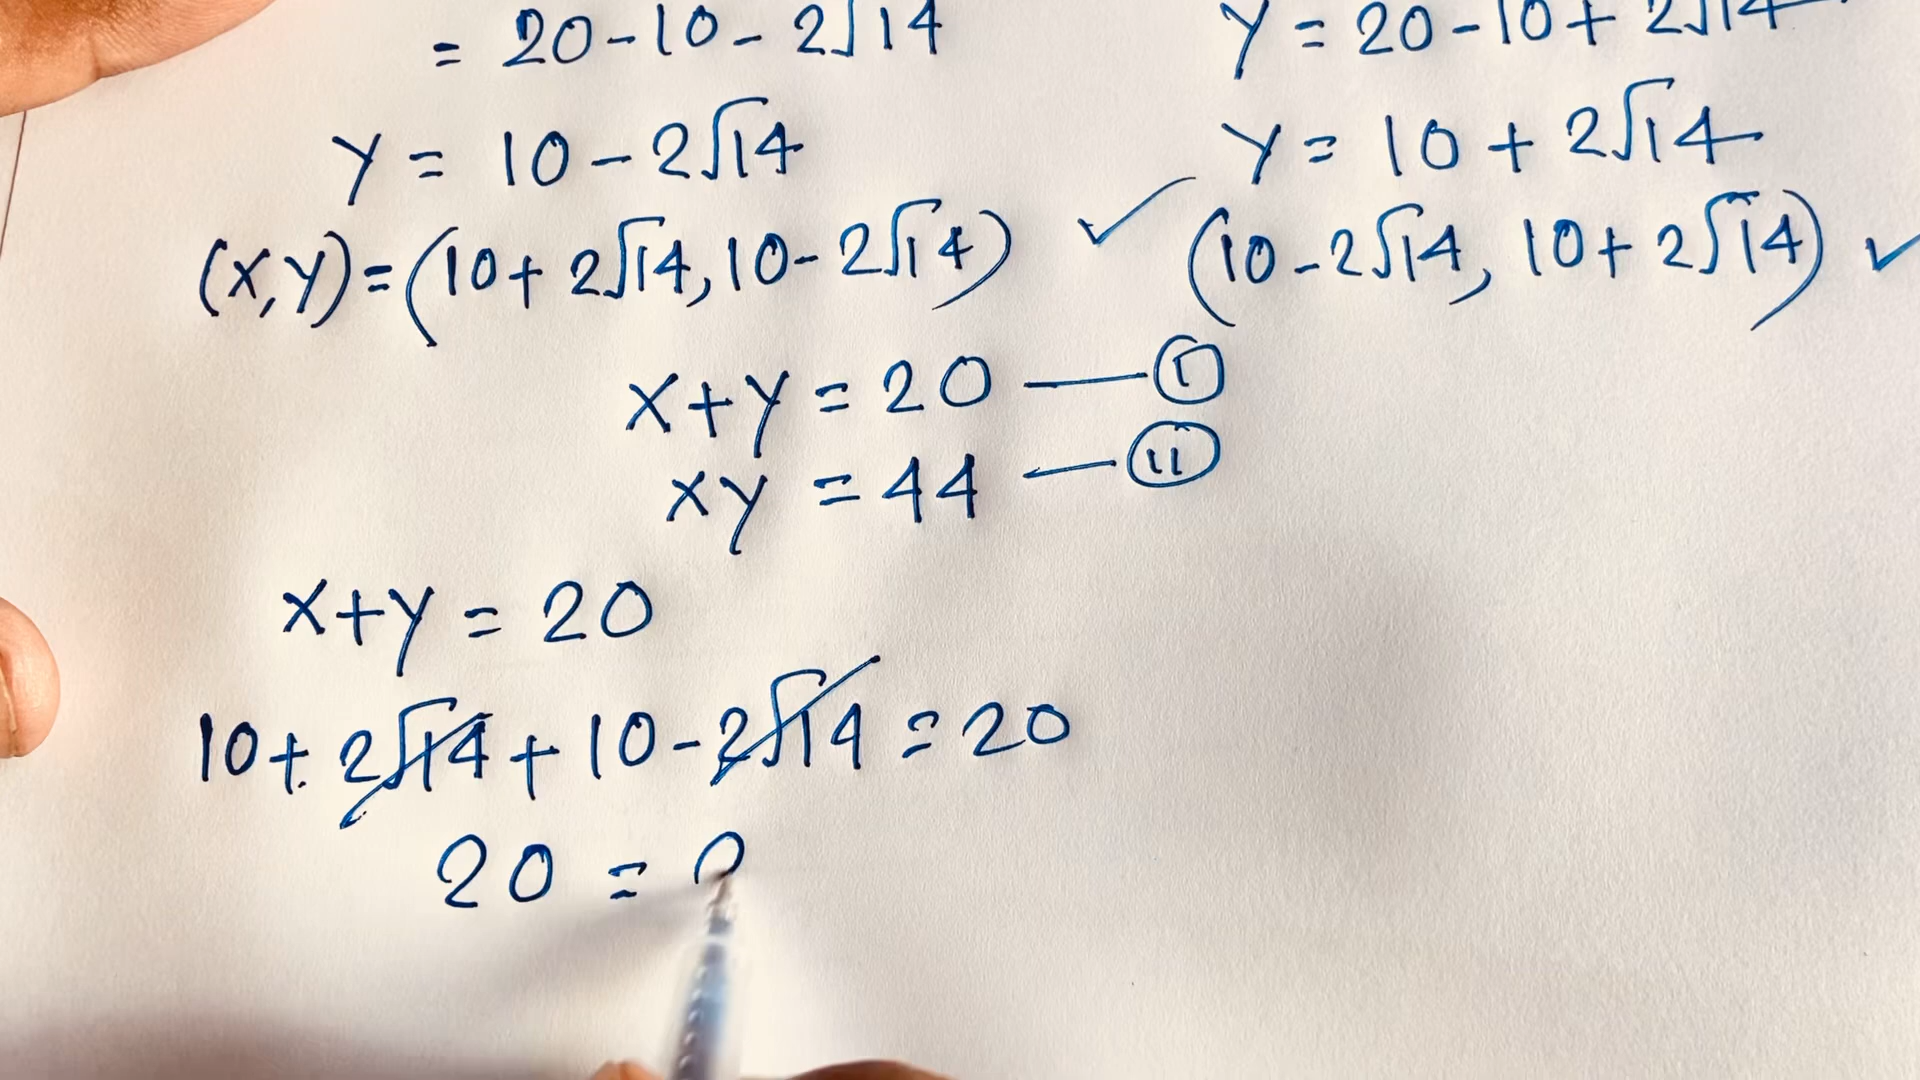 = 20-10-2√14
Y = 20-10+2√14
Y = 10-2√14
Y = 10+2√14
(X,Y)=(10+2√14,10-2√14) ✓
(10-2√14, 10+2√14) ✓
X+Y = 20 — (I)
XY = 44 — (II)
X+Y = 20
10+2√14+10-2√14=20
20 = 2